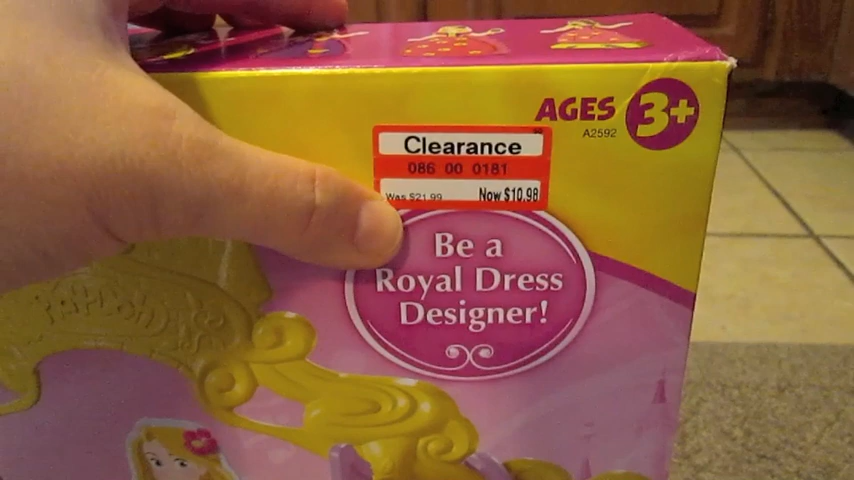 AGES 3+
A2592
Clearance
086 00 0181
Was $21.99 Now $10.98
Be a
Royal Dress
Designer!